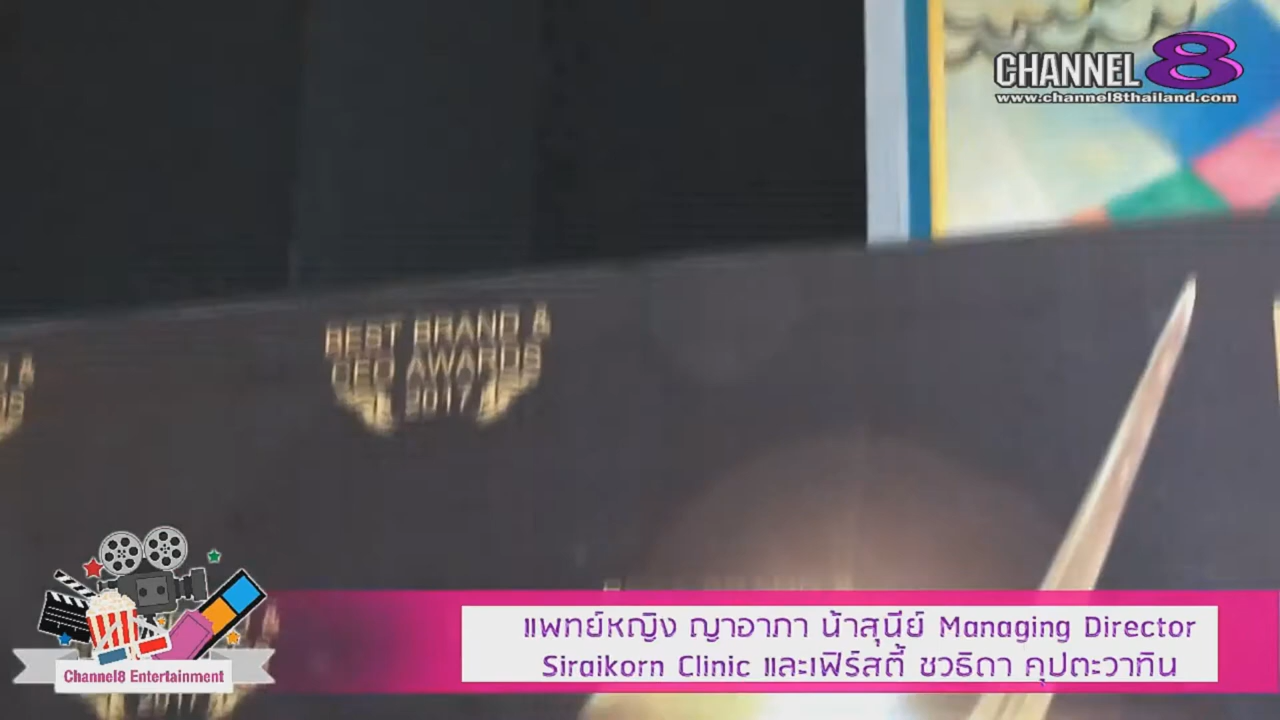 CHANNEL 8
www.channel8thailand.com
BEST BRAND &
CEO AWARDS
2017
Channel8 Entertainment
แพทย์หญิง ญาอาภา น้าสุนีย์ Managing Director
Siraikorn Clinic และเฟิร์สตี้ ชวธิดา คุปตะวาทิน